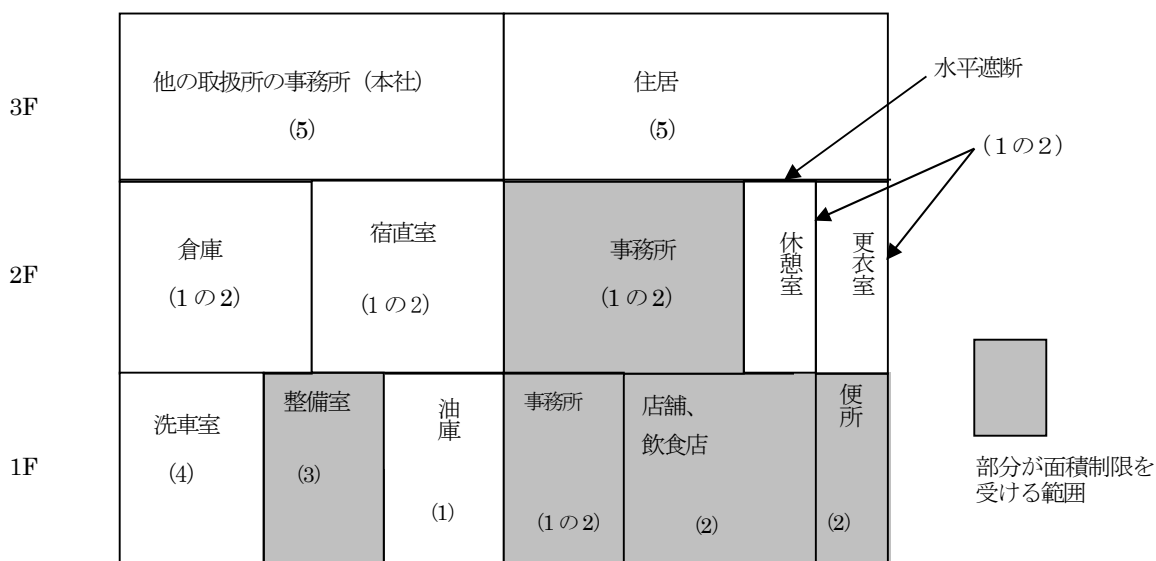 他の取扱所の事務所（本社）
(5)
住居
(5)
水平遮断
3F
（１の２）
倉庫
(１の２)
宿直室
(１の２)
事務所
(１の２)
休憩室
更衣室
2F
洗車室
(4)
整備室
(3)
油庫
(1)
事務所
(１の２)
店舗、
飲食店
(2)
便所
(2)
1F
部分が面積制限を
受ける範囲